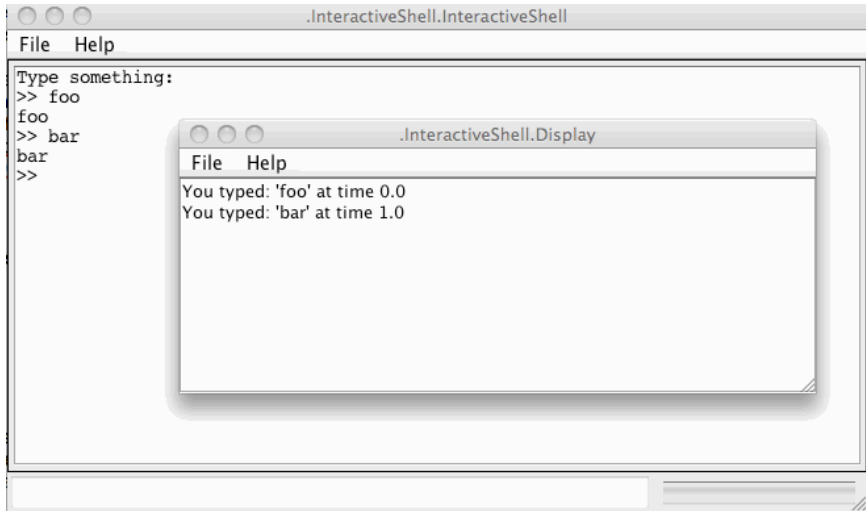 .InteractiveShell.InteractiveShell
File Help
Type something:
>> foo
foo
>> bar
bar
>>
.InteractiveShell.Display
File Help
You typed: 'foo' at time 0.0
You typed: 'bar' at time 1.0